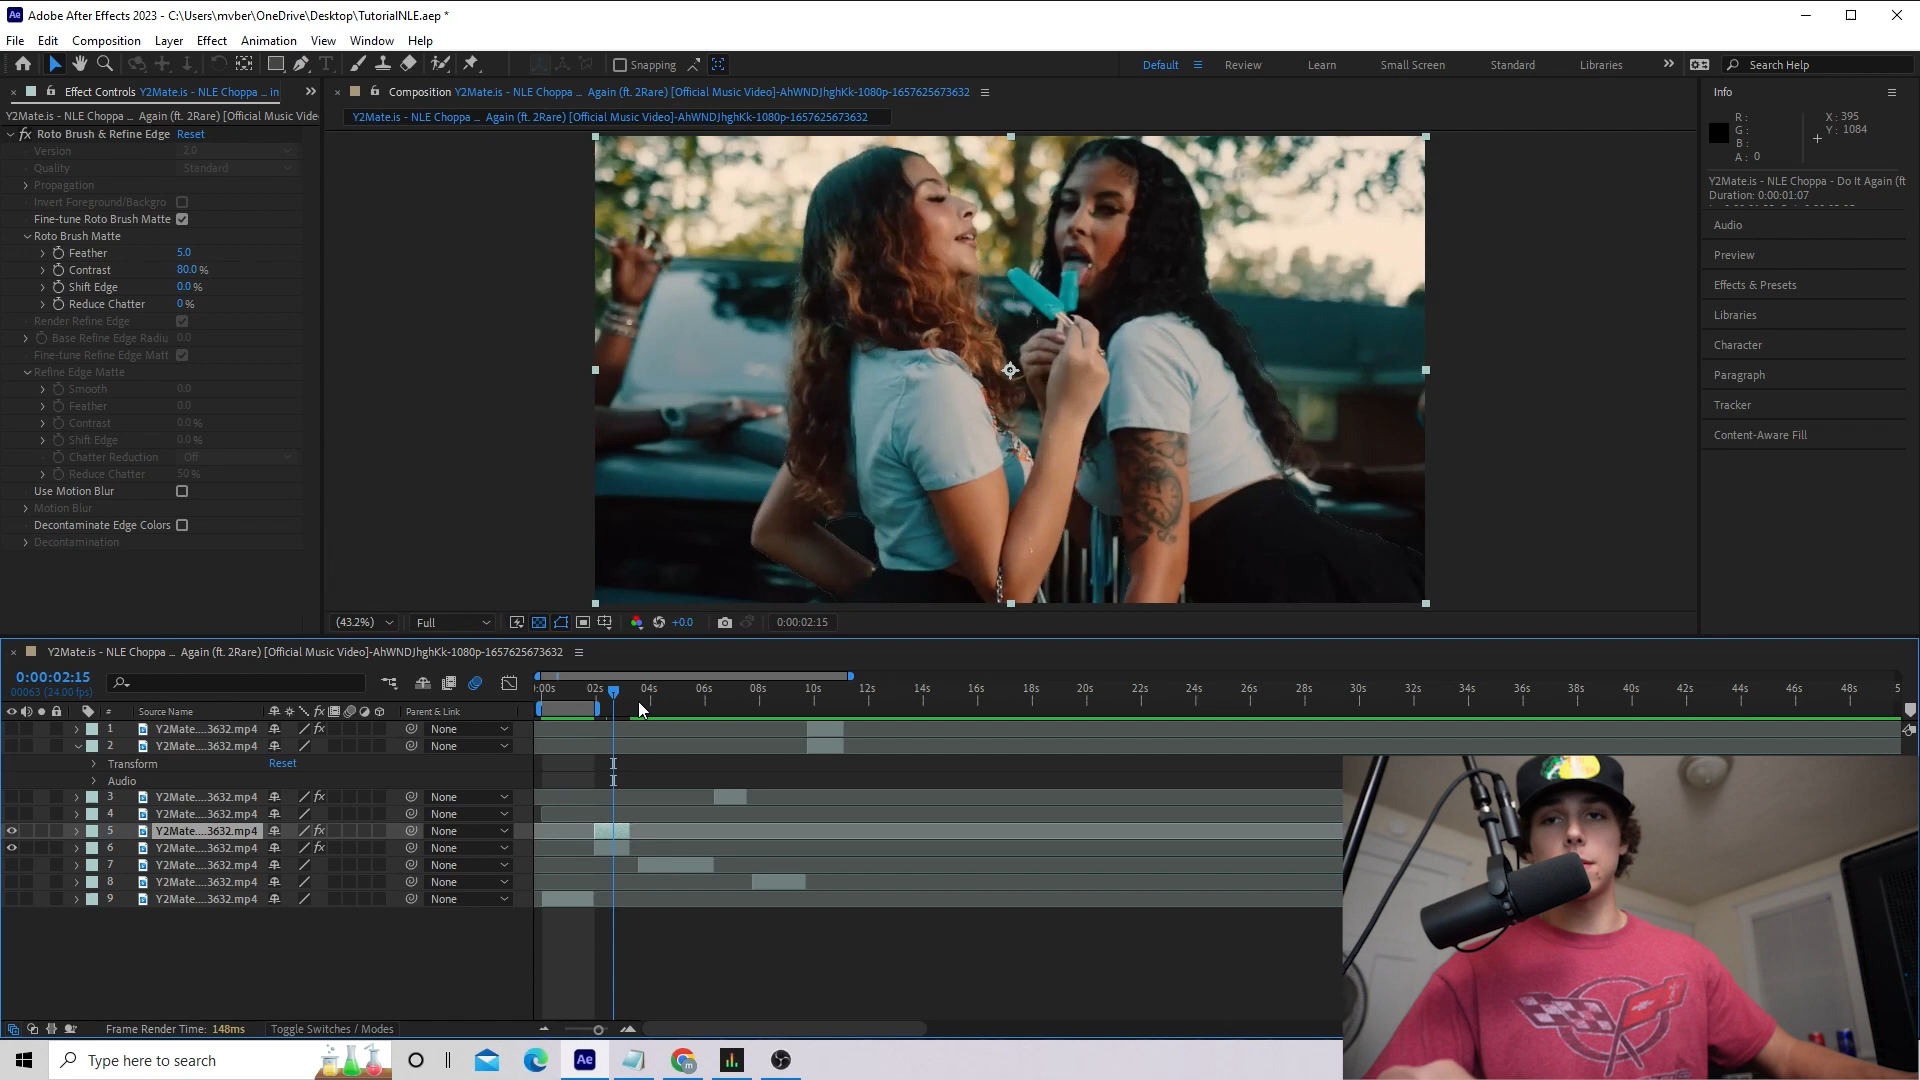 Adobe After Effects 2023 - C:\Users\mvber\OneDrive\Desktop\TutorialNLE.aep *
File Edit Composition Layer Effect Animation View Window Help
Snapping
Default Review Learn Small Screen Standard Libraries Search Help
Effect Controls Y2Mate.is - NLE Choppa ... in
Y2Mate.is - NLE Choppa ... Again (ft. 2Rare) [Official Music Vide
fx Roto Brush & Refine Edge Reset
Version 2.0
Quality Standard
Propagation
Invert Foreground/Backgro
Fine-tune Roto Brush Matte
Roto Brush Matte
Feather 5.0
Contrast 80.0 %
Shift Edge 0.0 %
Reduce Chatter 0 %
Render Refine Edge
Base Refine Edge Radiu 0.0
Fine-tune Refine Edge Matt
Refine Edge Matte
Smooth 0.0
Feather 0.0
Contrast 0.0 %
Shift Edge 0.0 %
Chatter Reduction Off
Reduce Chatter 50 %
Use Motion Blur
Motion Blur
Decontaminate Edge Colors
Decontamination
Composition Y2Mate.is - NLE Choppa ... Again (ft. 2Rare) [Official Music Video]-AhWNDJhghKk-1080p-1657625673632
Y2Mate.is - NLE Choppa ... Again (ft. 2Rare) [Official Music Video]-AhWNDJhghKk-1080p-1657625673632
(43.2%) Full +0.0 0:00:02:15
Info
R :
G :
B :
A : 0
X : 395
Y : 1084
Y2Mate.is - NLE Choppa - Do It Again (ft
Duration: 0:00:01:07
Audio
Preview
Effects & Presets
Libraries
Character
Paragraph
Tracker
Content-Aware Fill
Y2Mate.is - NLE Choppa ... Again (ft. 2Rare) [Official Music Video]-AhWNDJhghKk-1080p-1657625673632
0:00:02:15
00063 (24.00 fps)
:00s 02s 04s 06s 08s 10s 12s 14s 16s 18s 20s 22s 24s 26s 28s 30s 32s 34s 36s 38s 40s 42s 44s 46s 48s 5
# Source Name fx Parent & Link
1 Y2Mate....3632.mp4 fx None
2 Y2Mate....3632.mp4 None
Transform Reset
Audio
3 Y2Mate....3632.mp4 fx None
4 Y2Mate....3632.mp4 None
5 Y2Mate....3632.mp4 fx None
6 Y2Mate....3632.mp4 fx None
7 Y2Mate....3632.mp4 None
8 Y2Mate....3632.mp4 None
9 Y2Mate....3632.mp4 None
Frame Render Time: 148ms Toggle Switches / Modes
Type here to search
Ae